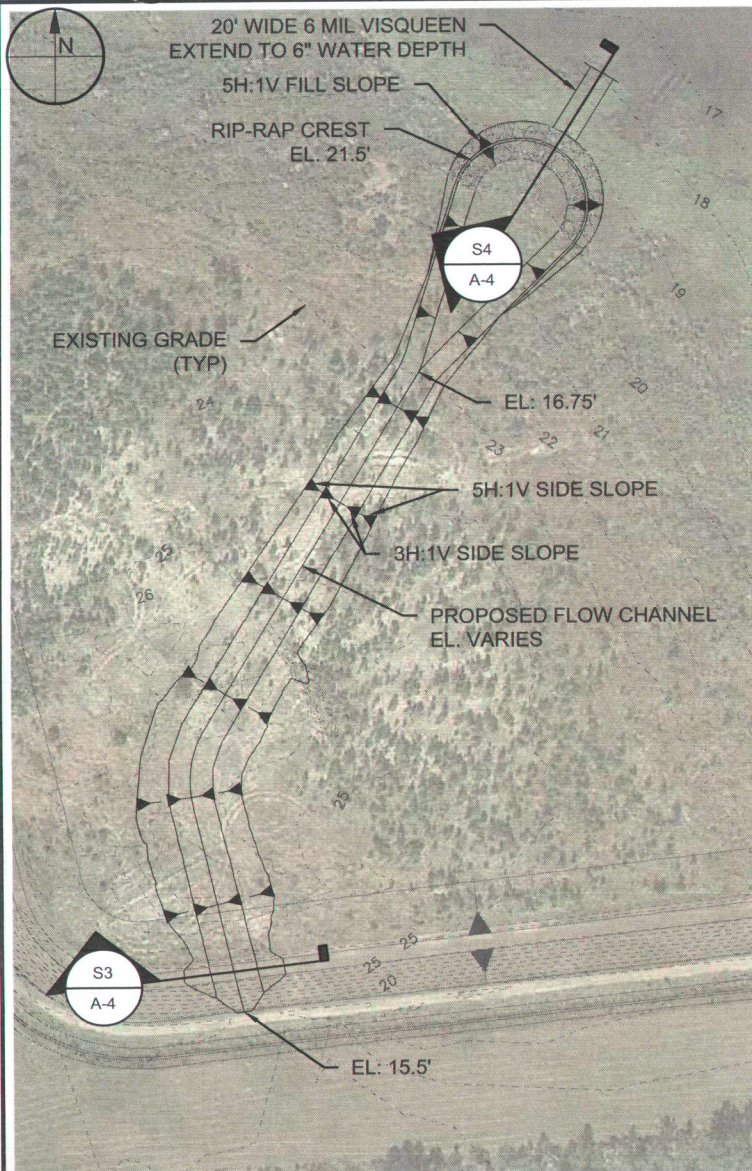 N
20' WIDE 6 MIL VISQUEEN
EXTEND TO 6" WATER DEPTH
5H:1V FILL SLOPE
RIP-RAP CREST
EL. 21.5'
17
18
S4
A-4
19
EXISTING GRADE
(TYP)
20
24
EL: 16.75'
21
22
23
5H:1V SIDE SLOPE
3H:1V SIDE SLOPE
25
26
PROPOSED FLOW CHANNEL
EL. VARIES
25
25
25
20
S3
A-4
EL: 15.5'